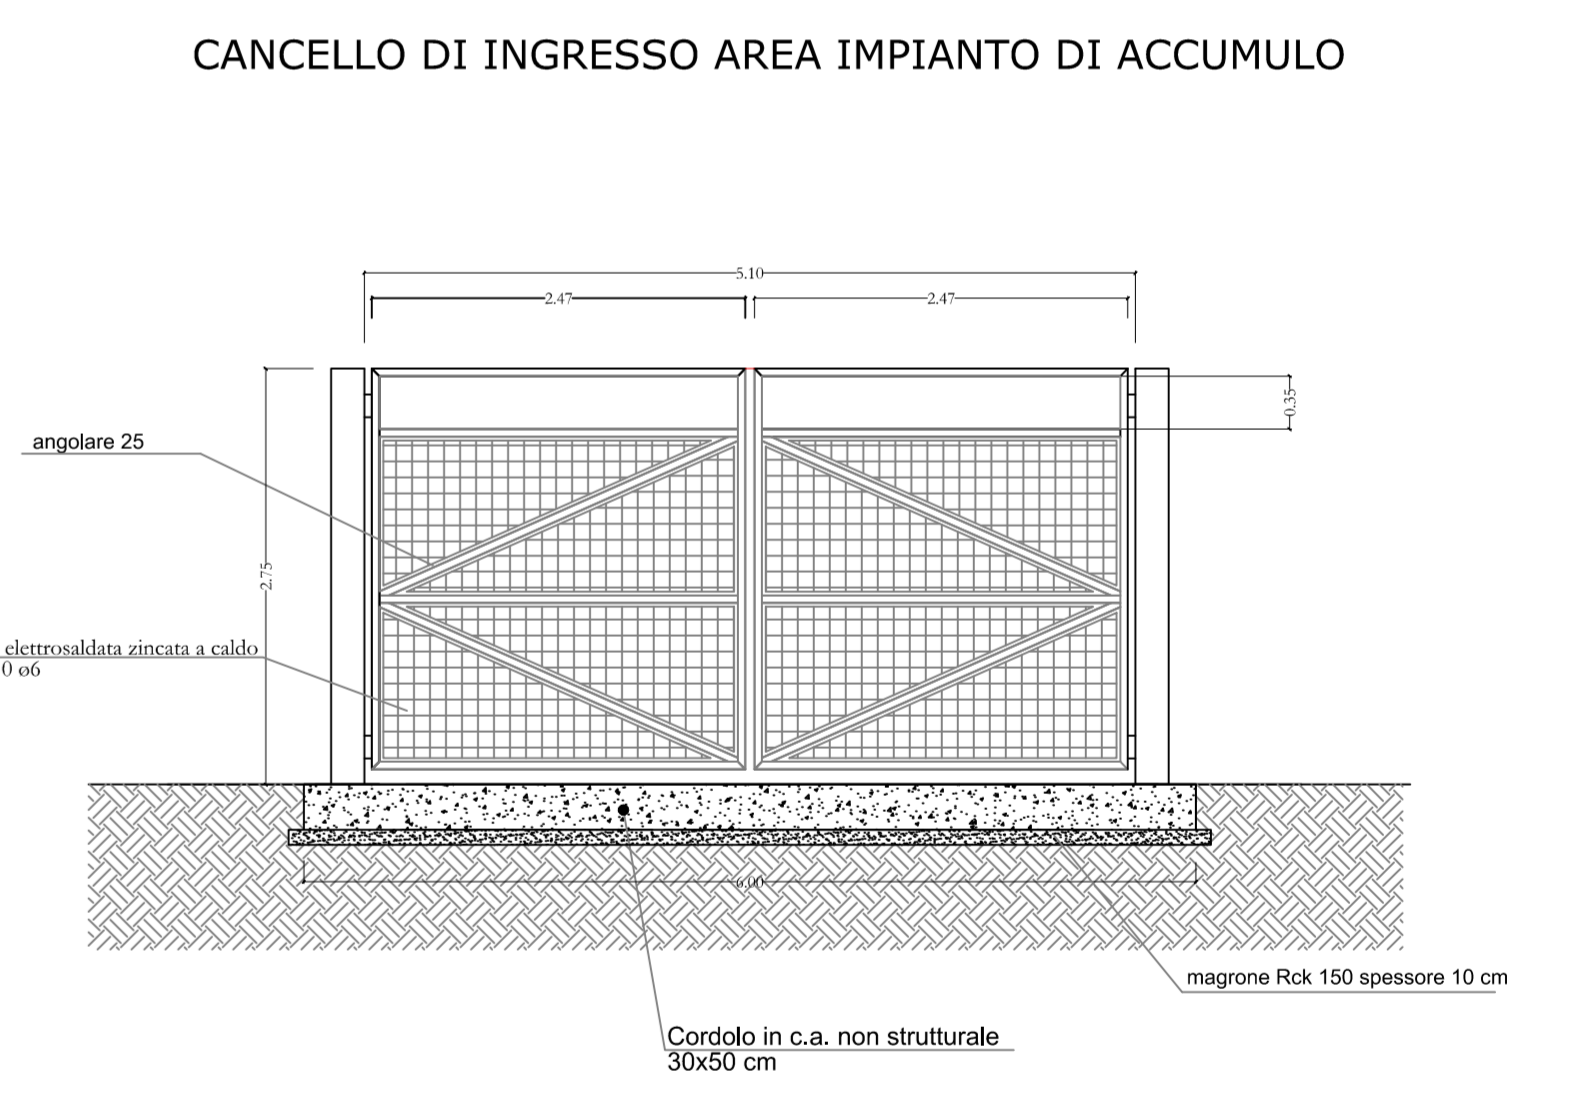 CANCELLO DI INGRESSO AREA IMPIANTO DI ACCUMULO
5.10
2.47
2.47
0.35
angolare 25
2.75
elettrosaldata zincata a caldo
0 ø6
6.00
magrone Rck 150 spessore 10 cm
Cordolo in c.a. non strutturale
30x50 cm